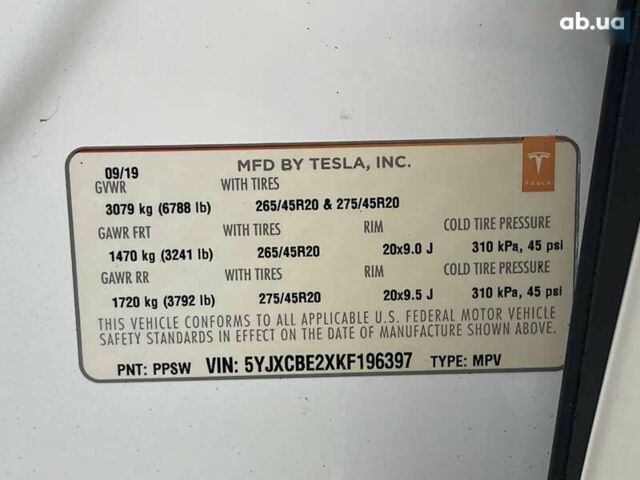 ab.ua
09/19 MFD BY TESLA, INC.
TESLA
GVWR WITH TIRES
3079 kg (6788 lb) 265/45R20 & 275/45R20
GAWR FRT WITH TIRES RIM COLD TIRE PRESSURE
1470 kg (3241 lb) 265/45R20 20x9.0 J 310 kPa, 45 psi
GAWR RR WITH TIRES RIM COLD TIRE PRESSURE
1720 kg (3792 lb) 275/45R20 20x9.5 J 310 kPa, 45 psi
THIS VEHICLE CONFORMS TO ALL APPLICABLE U.S. FEDERAL MOTOR VEHICLE
SAFETY STANDARDS IN EFFECT ON THE DATE OF MANUFACTURE SHOWN ABOVE.
PNT: PPSW VIN: 5YJXCBE2XKF196397 TYPE: MPV